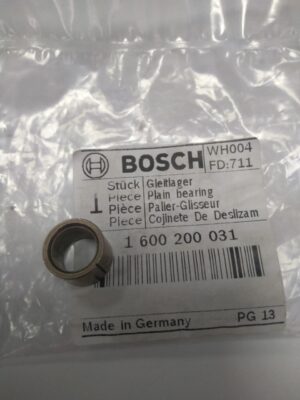 BOSCH
WH004
FD:711
Stück Gleitlager
1 Piece Plain bearing
Pièce Palier-Glisseur
Piece Cojinete De Deslizam
1 600 200 031
Made in Germany PG 13